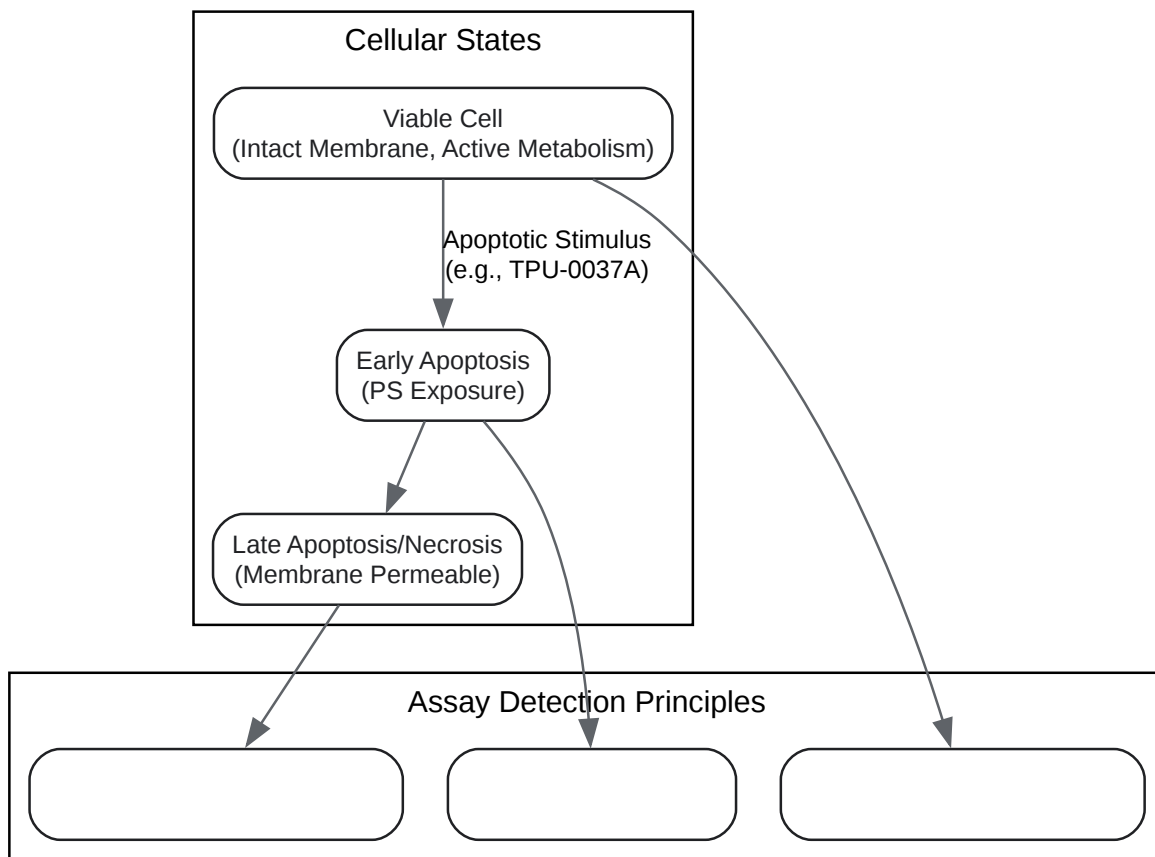 Cellular States
Viable Cell
(Intact Membrane, Active Metabolism)
Apoptotic Stimulus
(e.g., TPU-0037A)
Early Apoptosis
(PS Exposure)
Late Apoptosis/Necrosis
(Membrane Permeable)
Assay Detection Principles